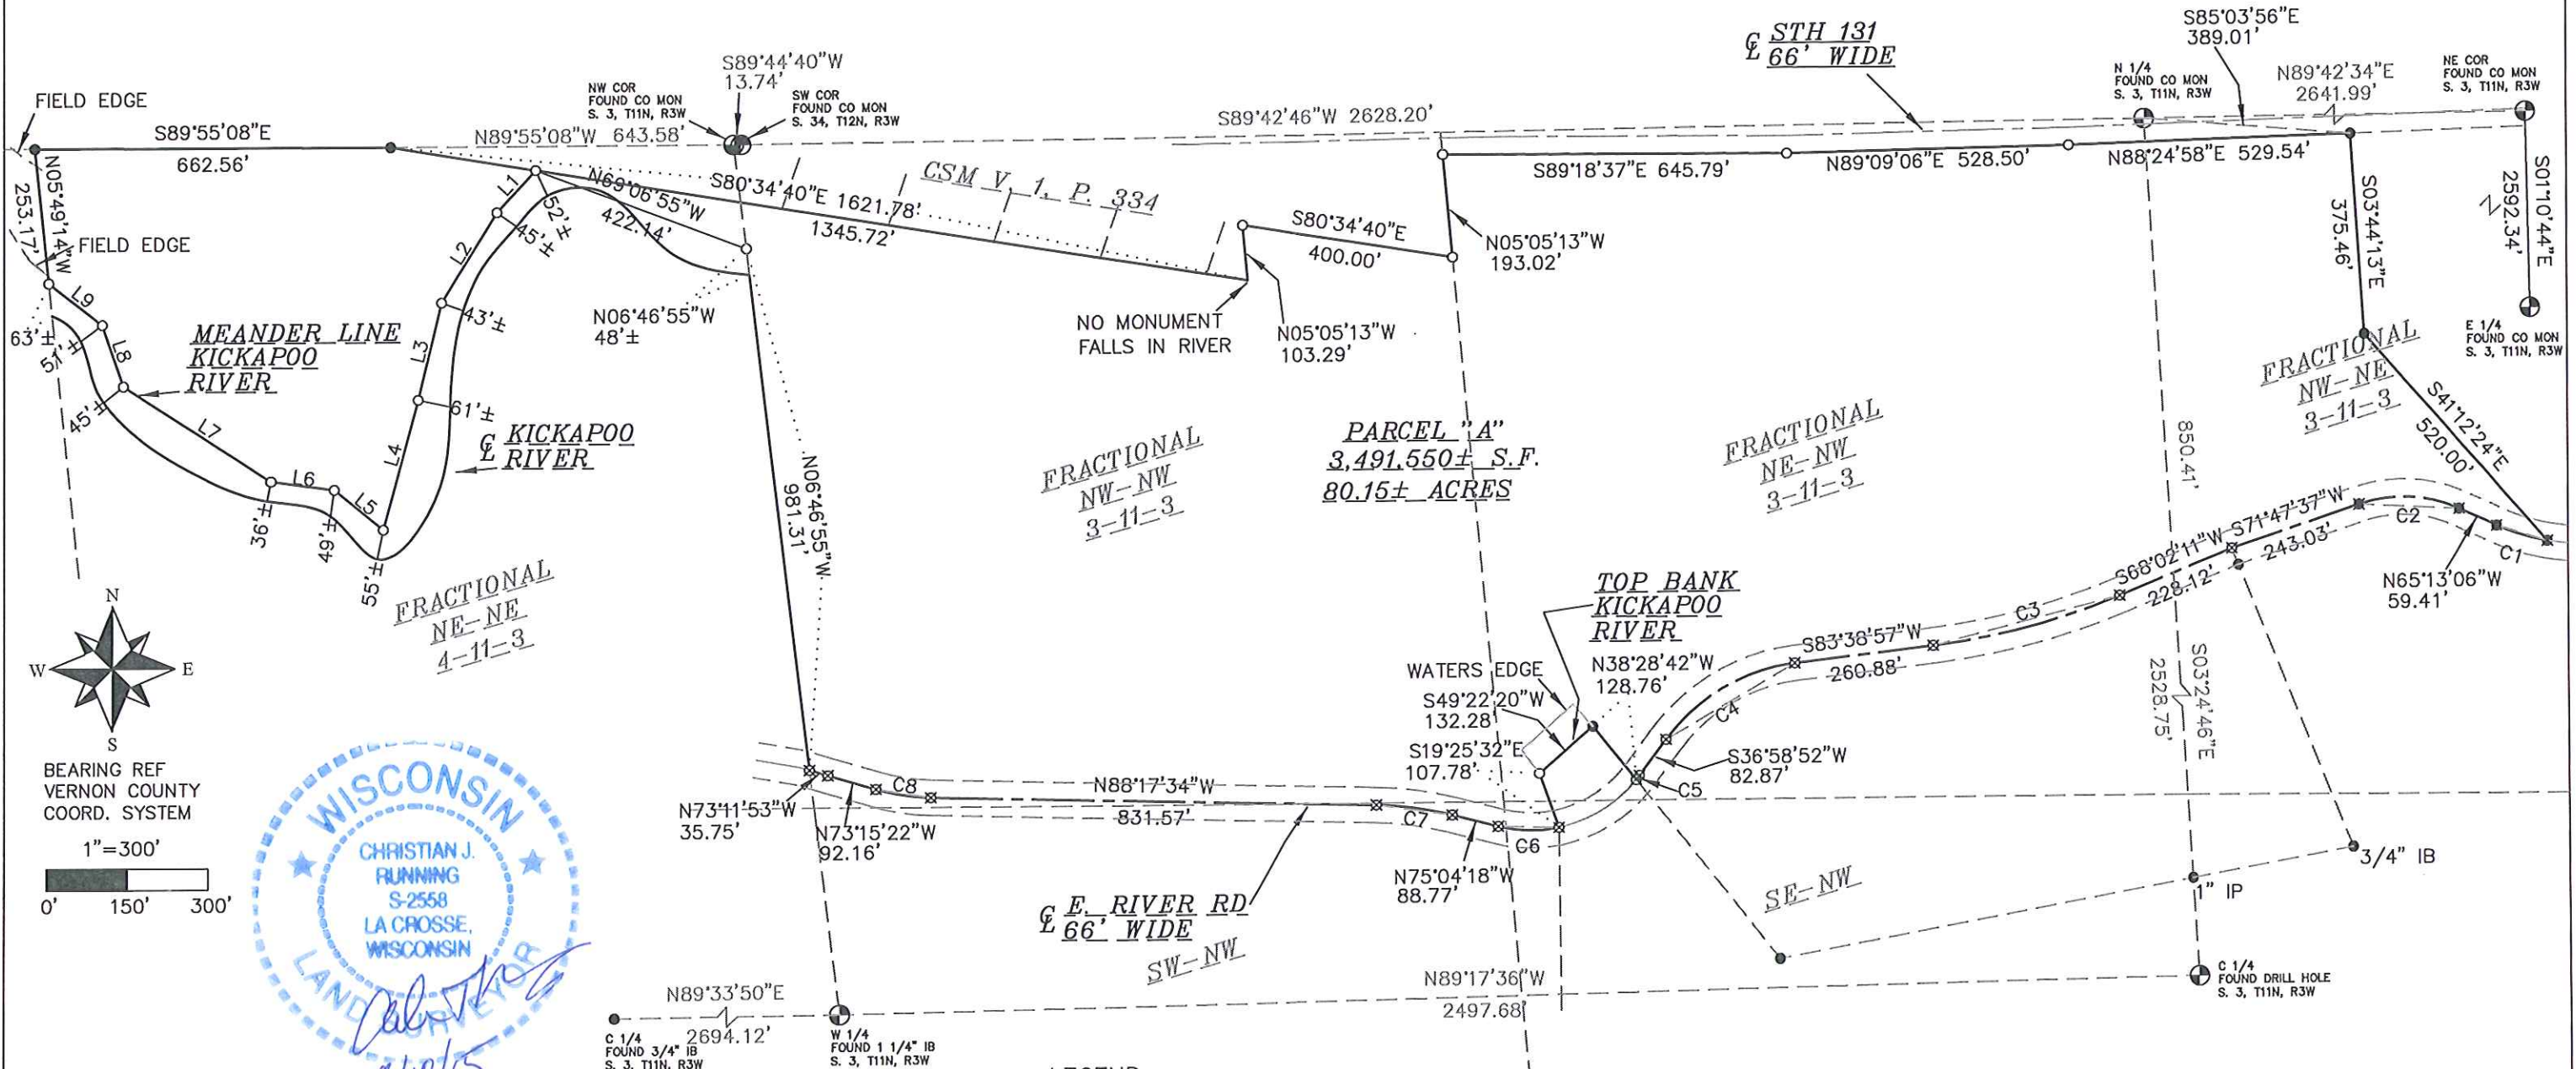 S85°03'56"E
389.01'
₵ STH 131
66' WIDE
N 1/4
FOUND CO MON
S. 3, T11N, R3W
N89°42'34"E
2641.99'
NE COR
FOUND CO MON
S. 3, T11N, R3W
S89°44'40"W
13.74'
NW COR
FOUND CO MON
S. 3, T11N, R3W
SW COR
FOUND CO MON
S. 34, T12N, R3W
FIELD EDGE
S89°55'08"E
662.56'
N89°55'08"W 643.58'
S89°42'46"W 2628.20'
S89°18'37"E 645.79'
N89°09'06"E 528.50'
N88°24'58"E 529.54'
N05°49'14"W
253.17'
FIELD EDGE
L1
L2
L3
L4
L5
L6
L7
L8
L9
52'±
45'±
43'±
61'±
63'±
51'±
45'±
36'±
49'±
55'±
N69°06'55"W
422.14'
S80°34'40"E 1621.78'
1345.72'
CSM V. 1, P. 334
S80°34'40"E
400.00'
N05°05'13"W
193.02'
S03°44'13"E
375.46'
S01°10'44"E
2592.34'
E 1/4
FOUND CO MON
S. 3, T11N, R3W
N06°46'55"W
48'±
NO MONUMENT
FALLS IN RIVER
N05°05'13"W
103.29'
MEANDER LINE
KICKAPOO
RIVER
₵ KICKAPOO
RIVER
FRACTIONAL
NW-NE
3-11-3
S41°12'24"E
520.00'
PARCEL "A"
3,491,550± S.F.
80.15± ACRES
FRACTIONAL
NW-NW
3-11-3
FRACTIONAL
NE-NW
3-11-3
850.41'
N06°46'55"W
981.31'
FRACTIONAL
NE-NE
4-11-3
S68°02'11"W
228.12'
S71°47'37"W
243.03'
C2
C1
N65°13'06"W
59.41'
TOP BANK
KICKAPOO
RIVER
C3
S83°38'57"W
260.88'
WATERS EDGE
N38°28'42"W
128.76'
S49°22'20"W
132.28'
S19°25'32"E
107.78'
C4
S36°58'52"W
82.87'
C5
S03°24'46"E
2528.75'
N
W
E
S
BEARING REF
VERNON COUNTY
COORD. SYSTEM
1"=300'
0'
150'
300'
WISCONSIN
CHRISTIAN J.
RUNNING
S-2558
LA CROSSE,
WISCONSIN
LAND SURVEYOR
N73°11'53"W
35.75'
C8
N73°15'22"W
92.16'
N88°17'34"W
831.57'
C7
C6
N75°04'18"W
88.77'
₵ E. RIVER RD
66' WIDE
SW-NW
SE-NW
3/4" IB
1" IP
C 1/4
FOUND DRILL HOLE
S. 3, T11N, R3W
N89°17'36"W
2497.68'
N89°33'50"E
2694.12'
C 1/4
FOUND 3/4" IB
S. 3, T11N, R3W
W 1/4
FOUND 1 1/4" IB
S. 3, T11N, R3W